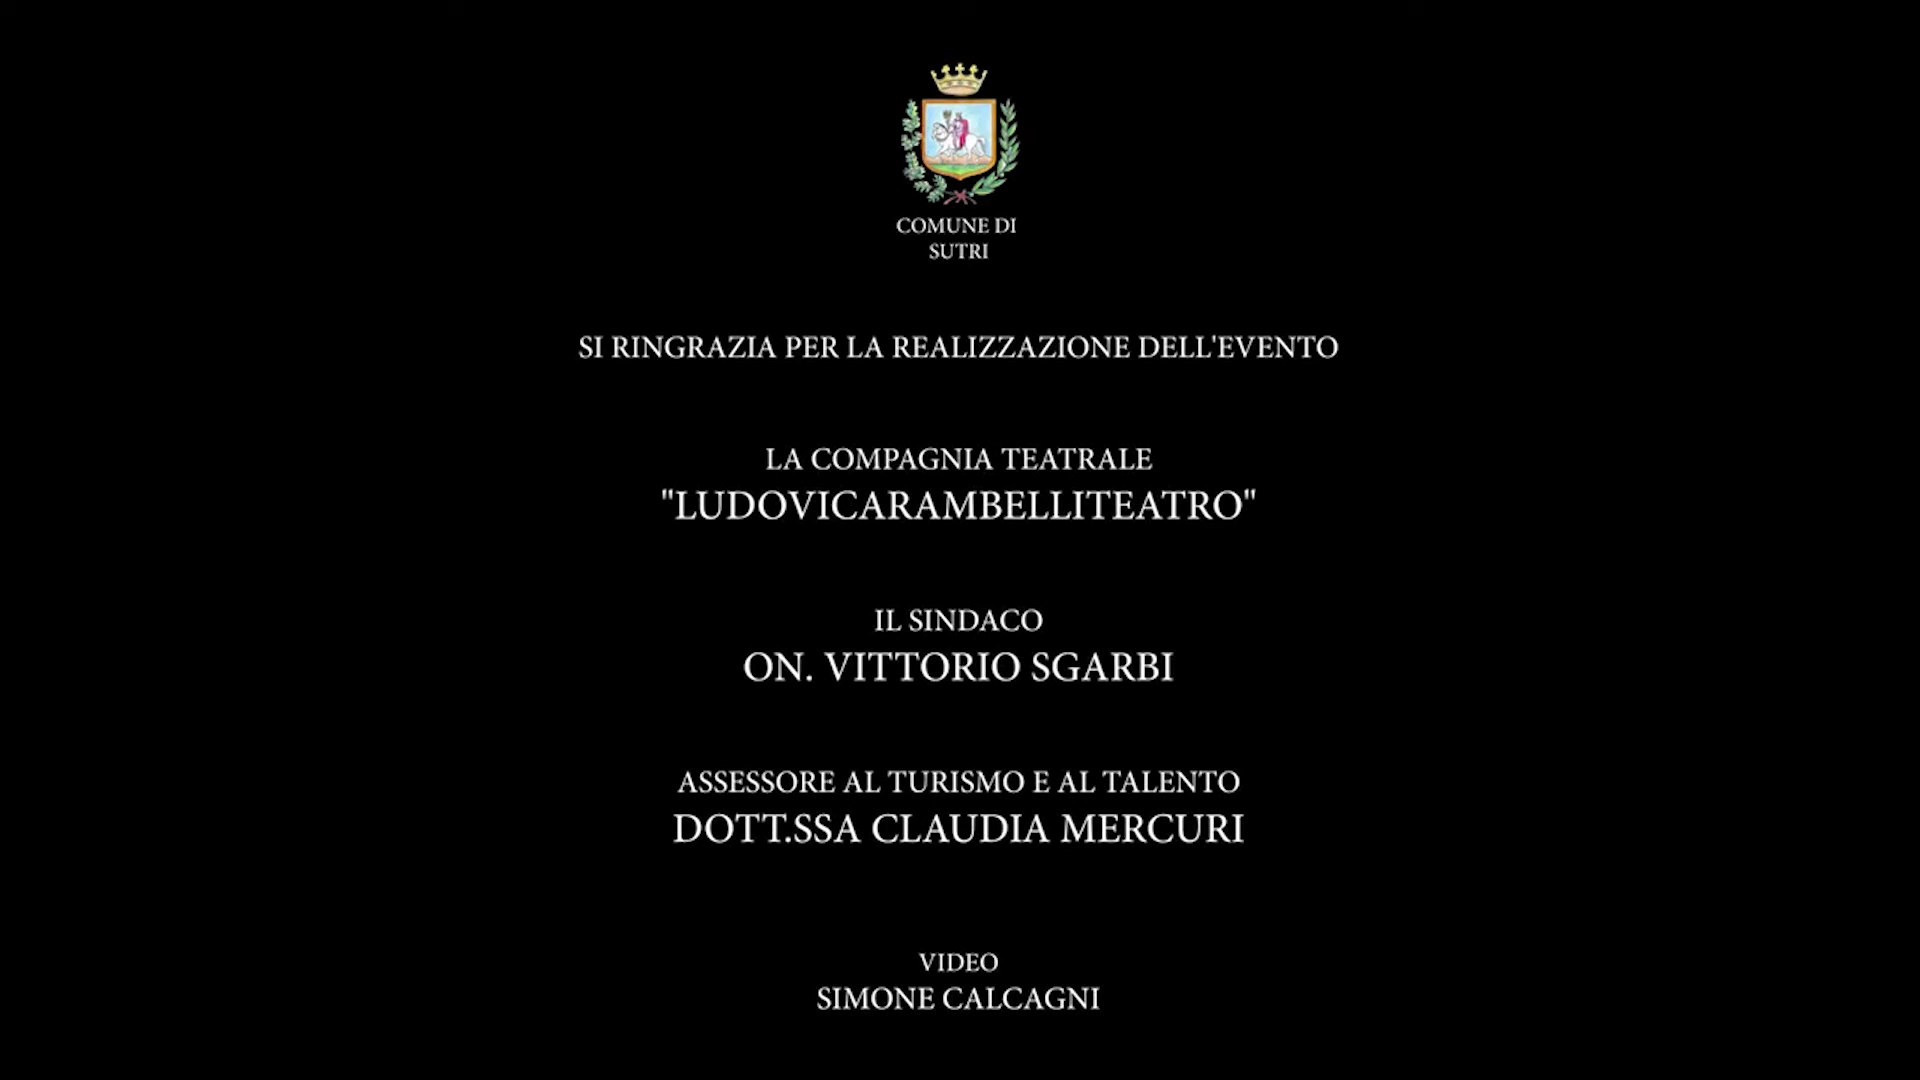 COMUNE DI
SUTRI
SI RINGRAZIA PER LA REALIZZAZIONE DELL'EVENTO
LA COMPAGNIA TEATRALE
"LUDOVICARAMBELLITEATRO"
IL SINDACO
ON. VITTORIO SGARBI
ASSESSORE AL TURISMO E AL TALENTO
DOTT.SSA CLAUDIA MERCURI
VIDEO
SIMONE CALCAGNI